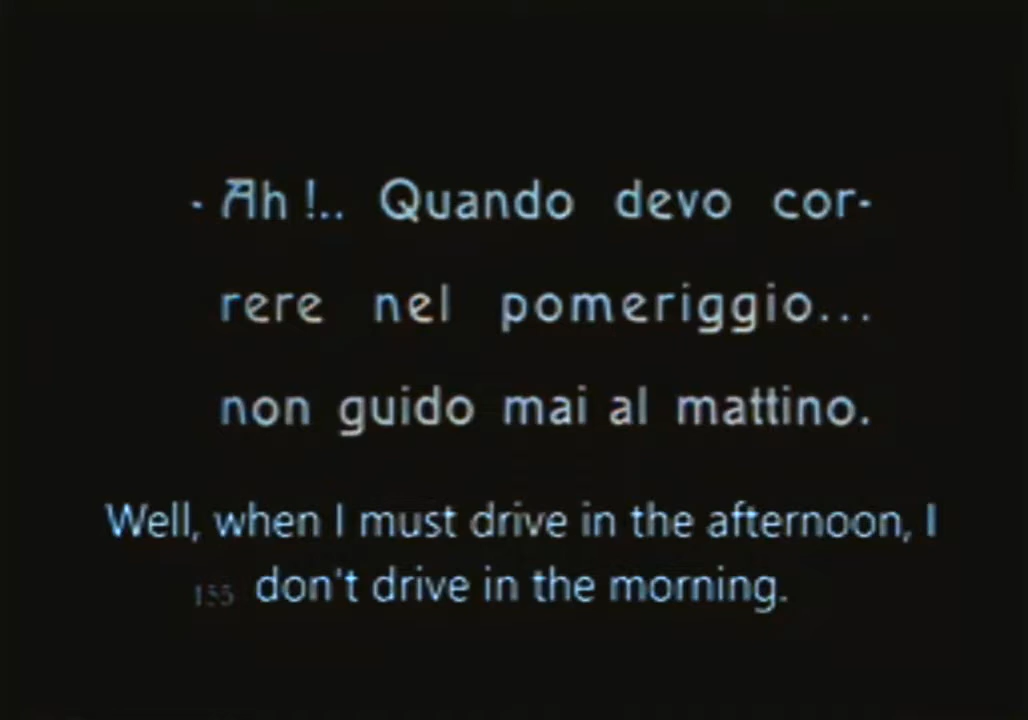 - Ah !.. Quando devo cor-
rere nel pomeriggio...
non guido mai al mattino.
Well, when I must drive in the afternoon, I
don't drive in the morning.
155